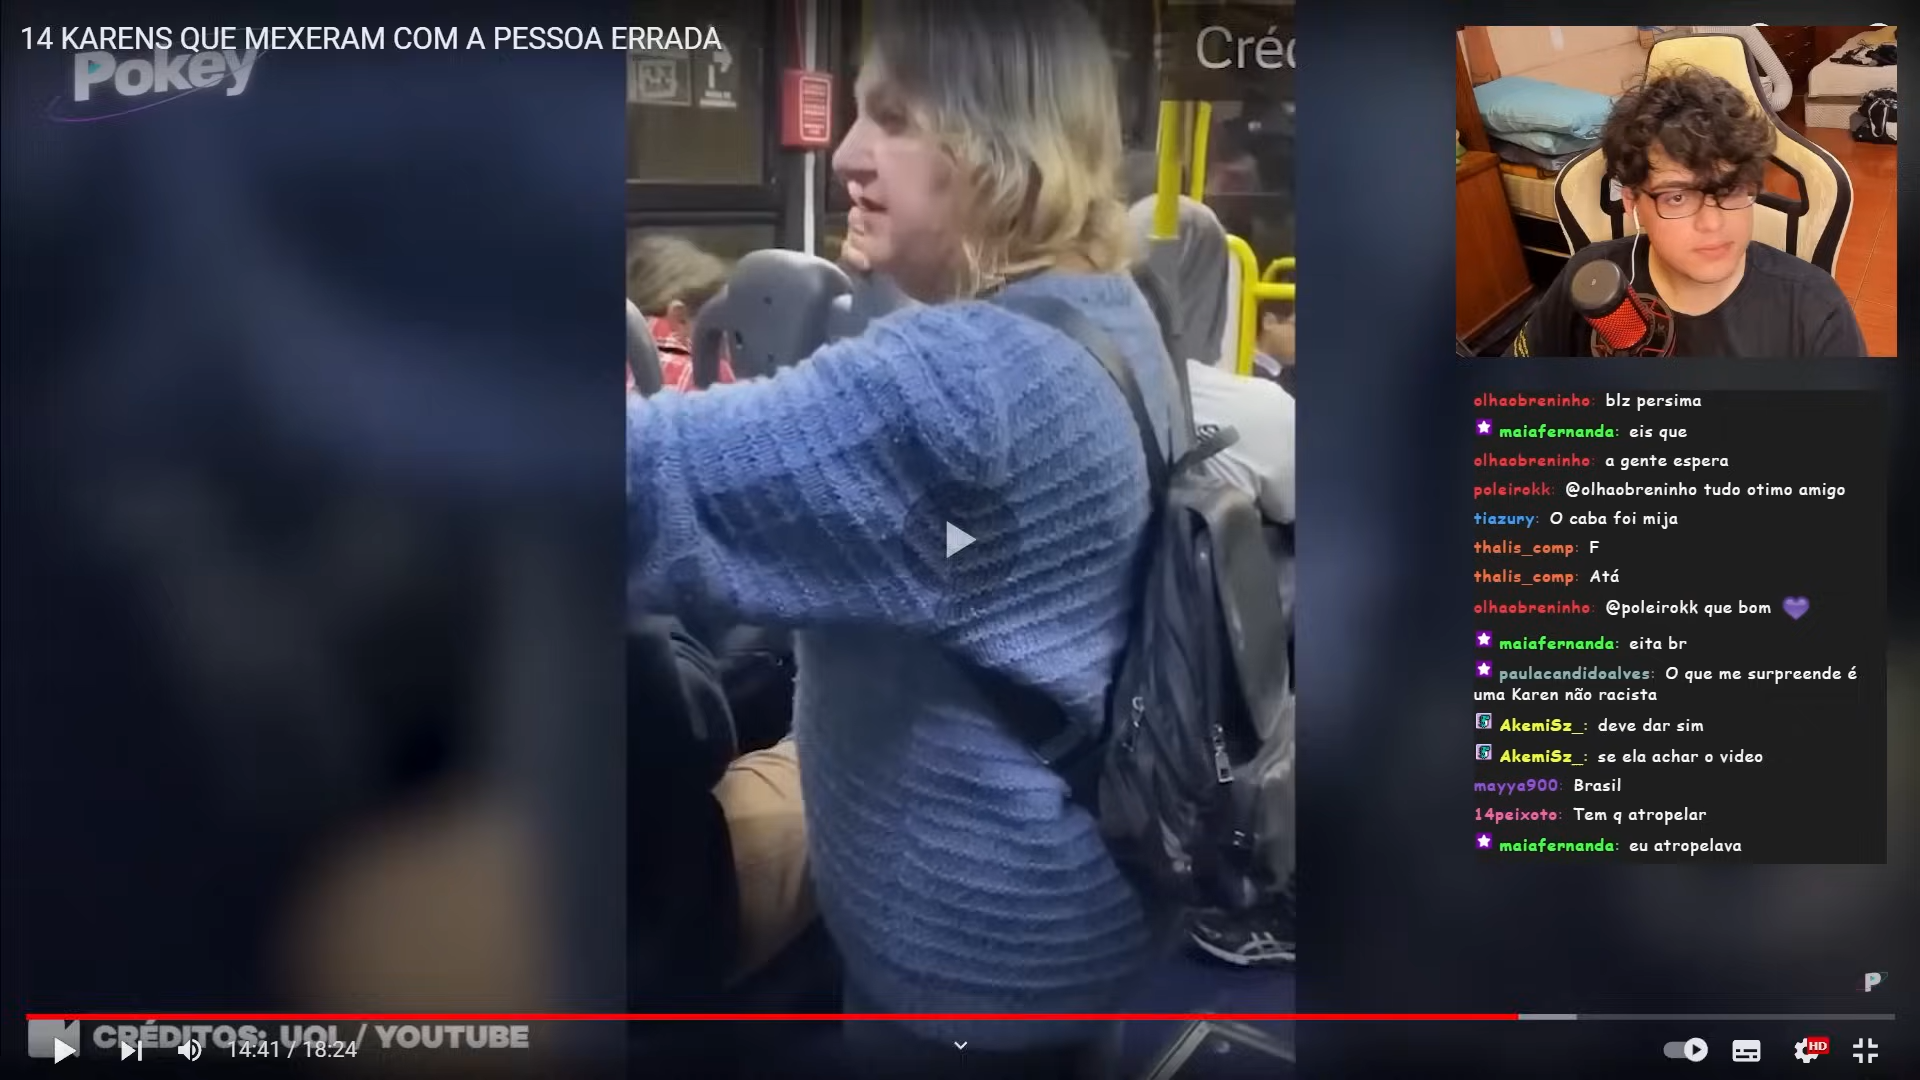 14 KARENS QUE MEXERAM COM A PESSOA ERRADA
Pokey
Créd
olhaobreninho: blz persima
maiafernanda: eis que
olhaobreninho: a gente espera
poleirokk: @olhaobreninho tudo otimo amigo
tiazury: O caba foi mija
thalis_comp: F
thalis_comp: Atá
olhaobreninho: @poleirokk que bom
maiafernanda: eita br
paulacandidoalves: O que me surpreende é
uma Karen não racista
AkemiSz_: deve dar sim
AkemiSz_: se ela achar o video
mayya900: Brasil
14peixoto: Tem q atropelar
maiafernanda: eu atropelava
P
CRÉDITOS: UOL / YOUTUBE
14:41 / 18:24
HD